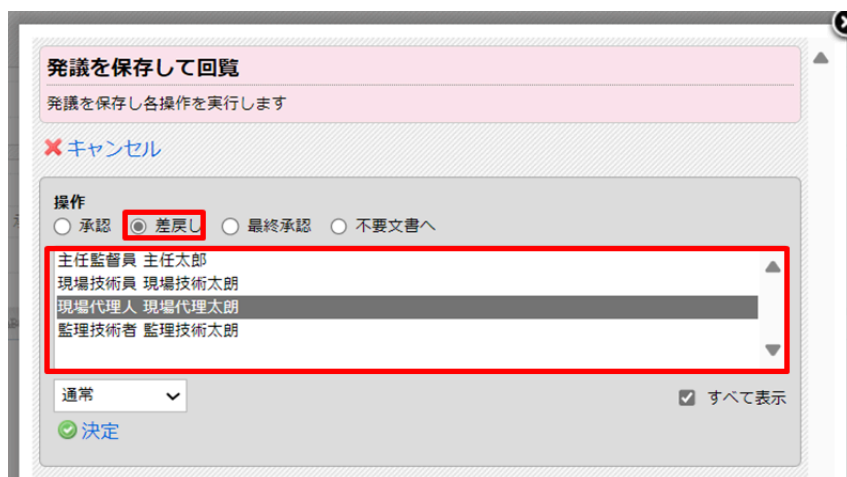 発議を保存して回覧
発議を保存し各操作を実行します
キャンセル
操作
承認 差戻し 最終承認 不要文書へ
主任監督員 主任太郎
現場技術員 現場技術太朗
現場代理人 現場代理太朗
監理技術者 監理技術太朗
通常 すべて表示
決定